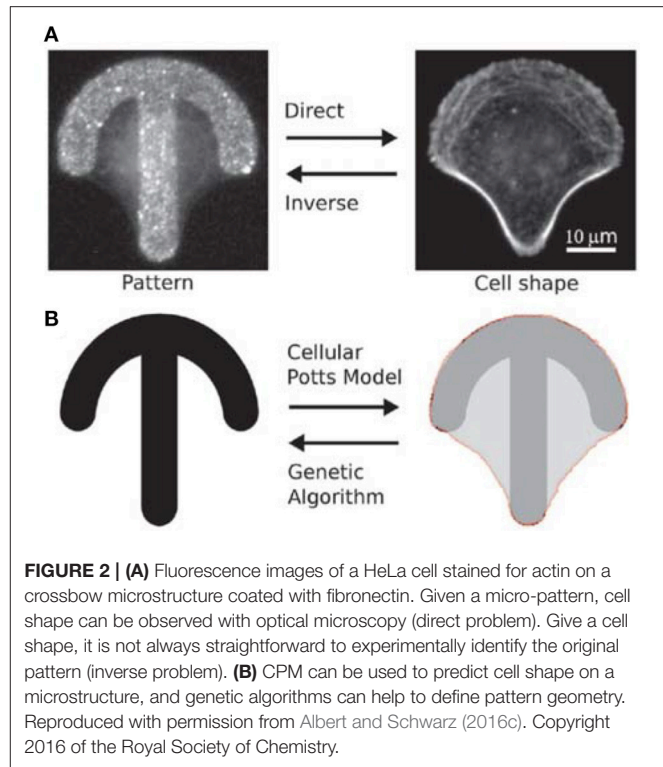 A
Direct
Inverse
10 μm
Pattern
Cell shape
B
Cellular
Potts Model
Genetic
Algorithm
FIGURE 2 | (A) Fluorescence images of a HeLa cell stained for actin on a
crossbow microstructure coated with fibronectin. Given a micro-pattern, cell
shape can be observed with optical microscopy (direct problem). Give a cell
shape, it is not always straightforward to experimentally identify the original
pattern (inverse problem). (B) CPM can be used to predict cell shape on a
microstructure, and genetic algorithms can help to define pattern geometry.
Reproduced with permission from Albert and Schwarz (2016c). Copyright
2016 of the Royal Society of Chemistry.